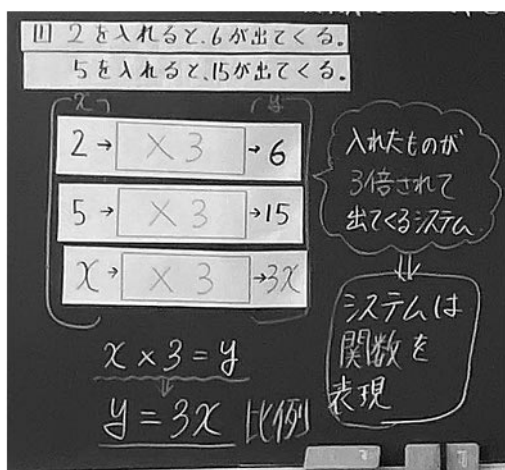 (1) 2を入れると、6が出てくる。
5を入れると、15が出てくる。
x y
2→ ×3 →6
5→ ×3 →15
x→ ×3 →3x
x×3=y
y=3x 比例
入れたものが
3倍されて
出てくるシステム
システムは
関数を
表現